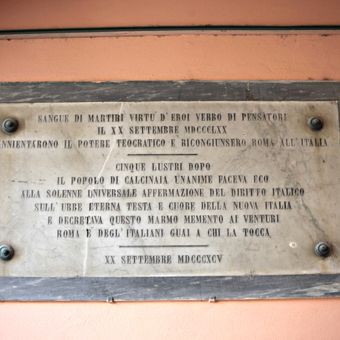 SANGUE DI MARTIRI VIRTU' D'EROI VERBO DI PENSATORI
IL XX SETTEMBRE MDCCCLXX
ANNIENTARONO IL POTERE TEOCRATICO E RICONGIUNSERO ROMA ALL'ITALIA
CINQUE LUSTRI DOPO
IL POPOLO DI CALCINAIA UNANIME FACEVA ECO
ALLA SOLENNE UNIVERSALE AFFERMAZIONE DEL DIRITTO ITALICO
SULL'URBE ETERNA TESTA E CUORE DELLA NUOVA ITALIA
E DECRETAVA QUESTO MARMO MEMENTO AI VENTURI
ROMA È DEGL'ITALIANI GUAI A CHI LA TOCCA
XX SETTEMBRE MDCCCXCV